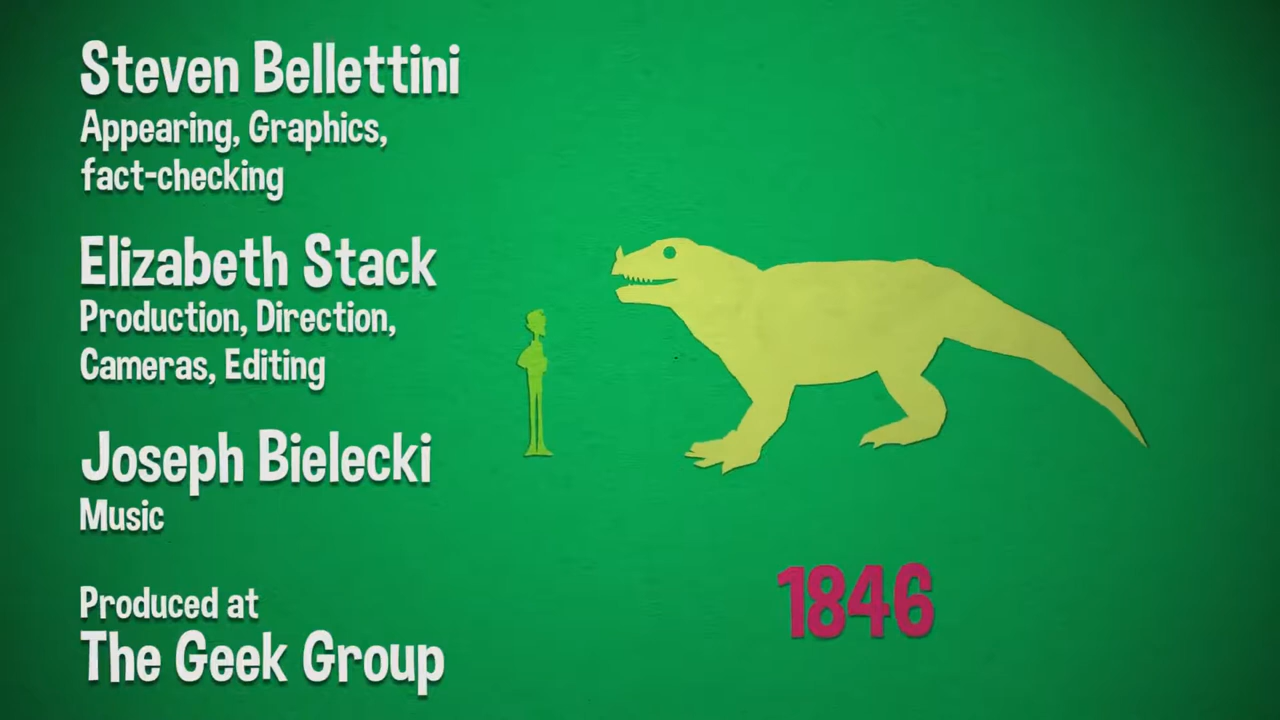 Steven Bellettini
Appearing, Graphics,
fact-checking
Elizabeth Stack
Production, Direction,
Cameras, Editing
Joseph Bielecki
Music
Produced at
The Geek Group
1846